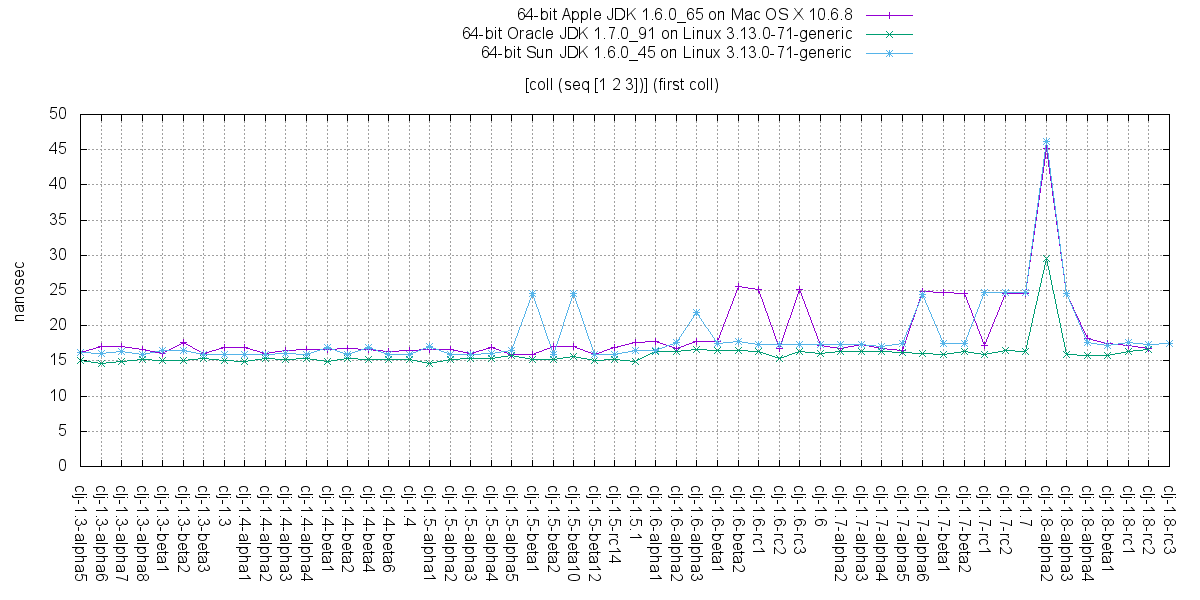 64-bit Apple JDK 1.6.0_65 on Mac OS X 10.6.8
64-bit Oracle JDK 1.7.0_91 on Linux 3.13.0-71-generic
64-bit Sun JDK 1.6.0_45 on Linux 3.13.0-71-generic
[coll (seq [1 2 3])] (first coll)
50
45
40
35
30
25
20
15
10
5
0
nanosec
clj-1.3-alpha5
clj-1.3-alpha6
clj-1.3-alpha7
clj-1.3-alpha8
clj-1.3-beta1
clj-1.3-beta2
clj-1.3-beta3
clj-1.3
clj-1.4-alpha1
clj-1.4-alpha2
clj-1.4-alpha3
clj-1.4-alpha4
clj-1.4-beta1
clj-1.4-beta2
clj-1.4-beta4
clj-1.4-beta6
clj-1.4
clj-1.5-alpha1
clj-1.5-alpha2
clj-1.5-alpha3
clj-1.5-alpha4
clj-1.5-alpha5
clj-1.5-beta1
clj-1.5-beta2
clj-1.5-beta10
clj-1.5-beta12
clj-1.5-rc14
clj-1.5.1
clj-1.6-alpha1
clj-1.6-alpha2
clj-1.6-alpha3
clj-1.6-beta1
clj-1.6-beta2
clj-1.6-rc1
clj-1.6-rc2
clj-1.6-rc3
clj-1.6
clj-1.7-alpha2
clj-1.7-alpha3
clj-1.7-alpha4
clj-1.7-alpha5
clj-1.7-alpha6
clj-1.7-beta1
clj-1.7-beta2
clj-1.7-rc1
clj-1.7-rc2
clj-1.7
clj-1.8-alpha2
clj-1.8-alpha3
clj-1.8-alpha4
clj-1.8-beta1
clj-1.8-rc1
clj-1.8-rc2
clj-1.8-rc3